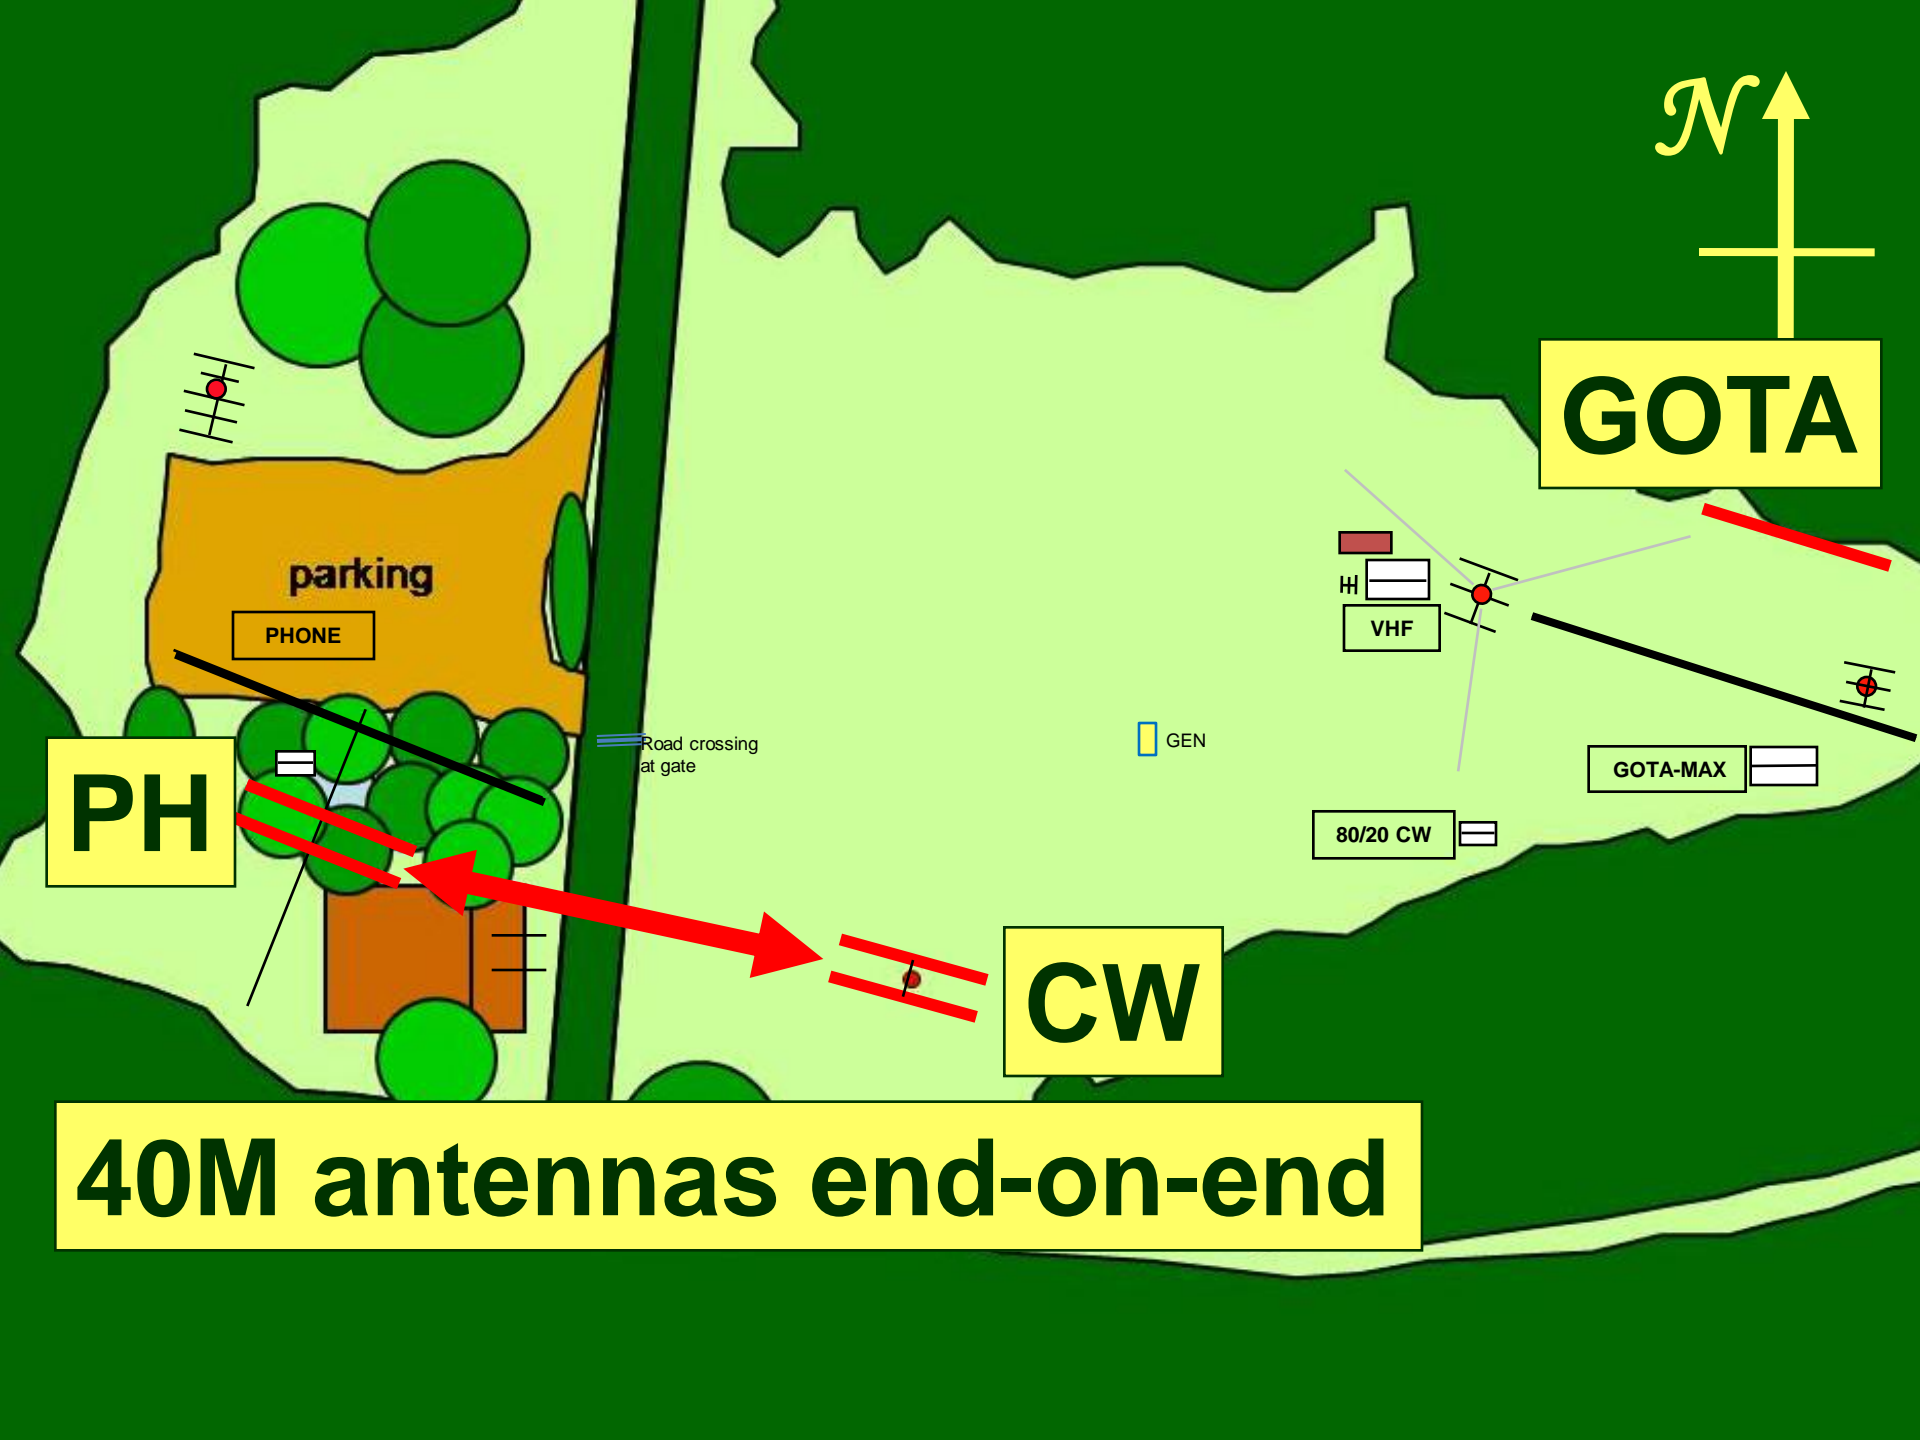 N
GOTA
parking
PHONE
VHF
Road crossing
at gate
GEN
GOTA-MAX
PH
80/20 CW
CW
40M antennas end-on-end